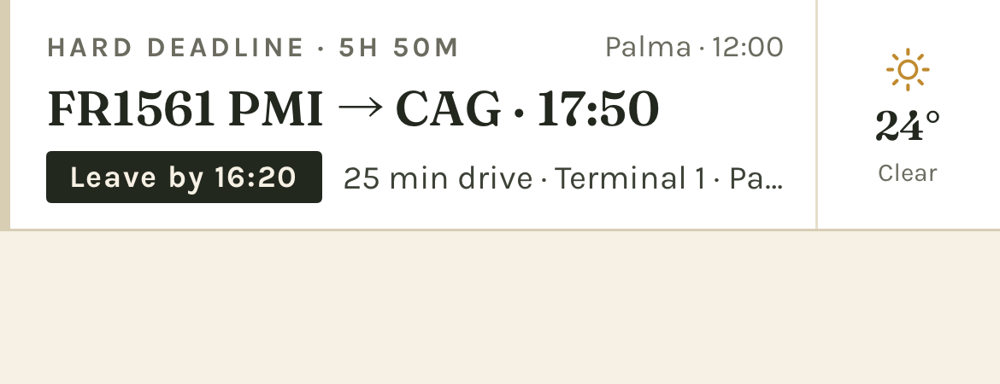 HARD DEADLINE · 5H 50M
Palma · 12:00
FR1561 PMI → CAG · 17:50
Leave by 16:20
25 min drive · Terminal 1 · Pa...
24°
Clear